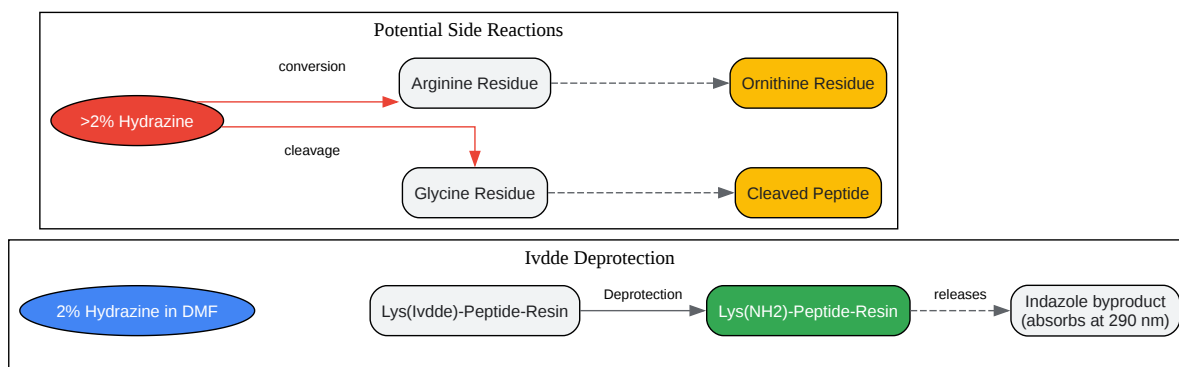 Potential Side Reactions
conversion
Arginine Residue
Ornithine Residue
>2% Hydrazine
cleavage
Glycine Residue
Cleaved Peptide
Ivdde Deprotection
2% Hydrazine in DMF
Lys(Ivdde)-Peptide-Resin
Deprotection
Lys(NH2)-Peptide-Resin
releases
Indazole byproduct
(absorbs at 290 nm)